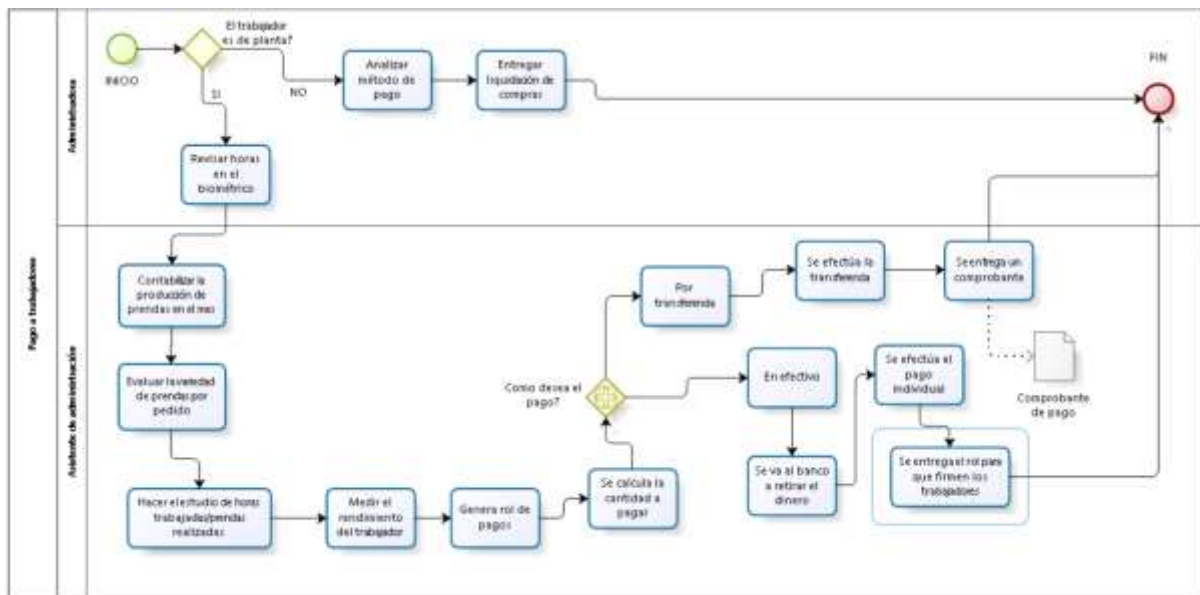 Pago a trabajadores
Administradora
Asistente de administración
INICIO
El trabajador
es de planta?
SI
NO
Analizar
método de
pago
Entregar
liquidación de
compras
FIN
Revisar horas
en el
biométrico
Contabilizar la
producción de
prendas en el mes
Evaluar la variedad
de prendas por
pedido
Hacer el estudio de horas
trabajadas/prendas
realizadas
Medir el
rendimiento
del trabajador
Genera rol de
pagos
Se calcula la
cantidad a
pagar
Como desea el
pago?
Por
transferencia
Se efectúa la
transferencia
Se entrega un
comprobante
Comprobante
de pago
En efectivo
Se va al banco
a retirar el
dinero
Se efectúa el
pago
individual
Se entrega el rol para
que firmen los
trabajadores